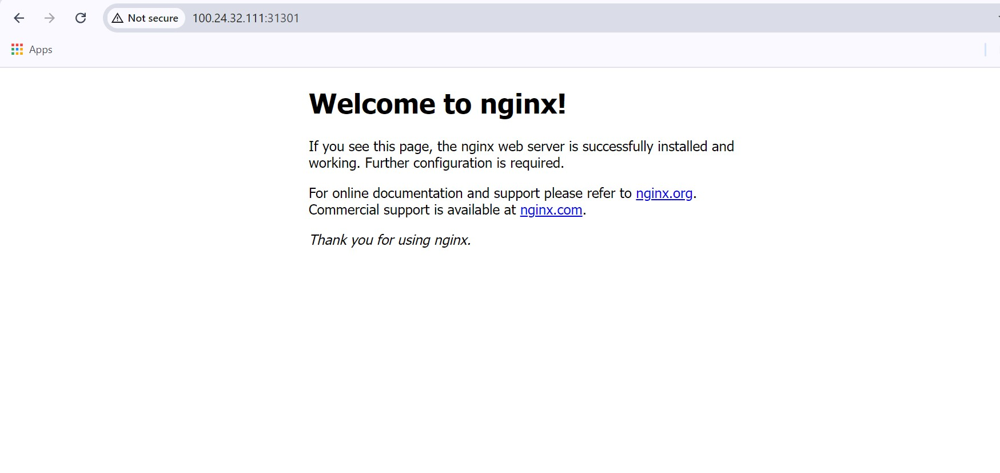 Not secure 100.24.32.111:31301
Apps
Welcome to nginx!
If you see this page, the nginx web server is successfully installed and
working. Further configuration is required.
For online documentation and support please refer to nginx.org.
Commercial support is available at nginx.com.
Thank you for using nginx.